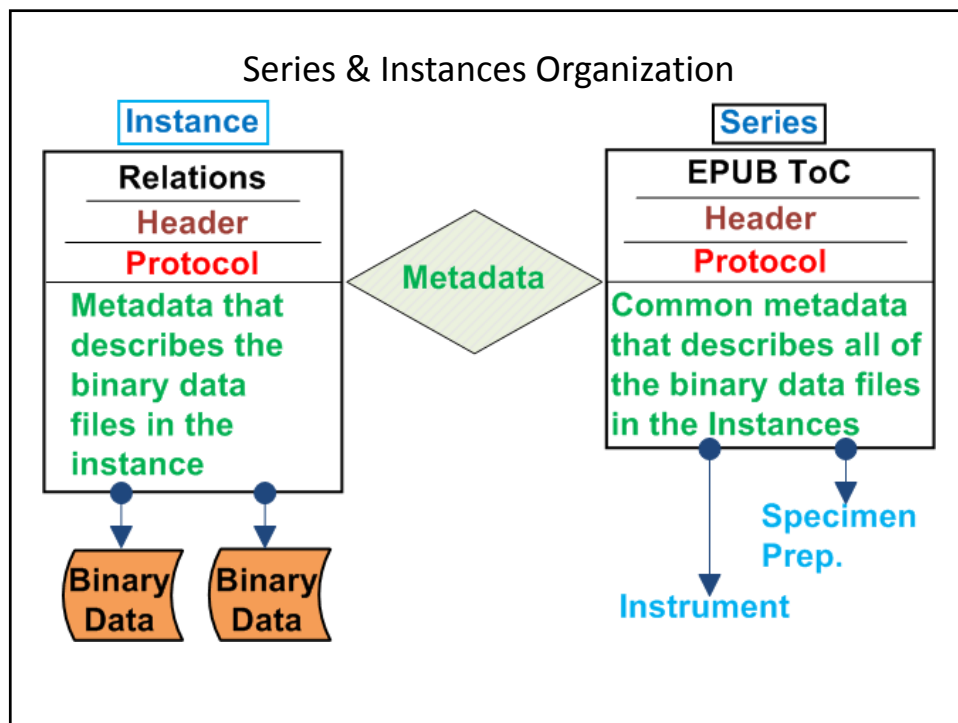 Series & Instances Organization
Instance
Relations
Header
Protocol
Metadata that
describes the
binary data
files in the
instance
Binary
Data
Binary
Data
Metadata
Series
EPUB ToC
Header
Protocol
Common metadata
that describes all of
the binary data files
in the Instances
Specimen
Prep.
Instrument